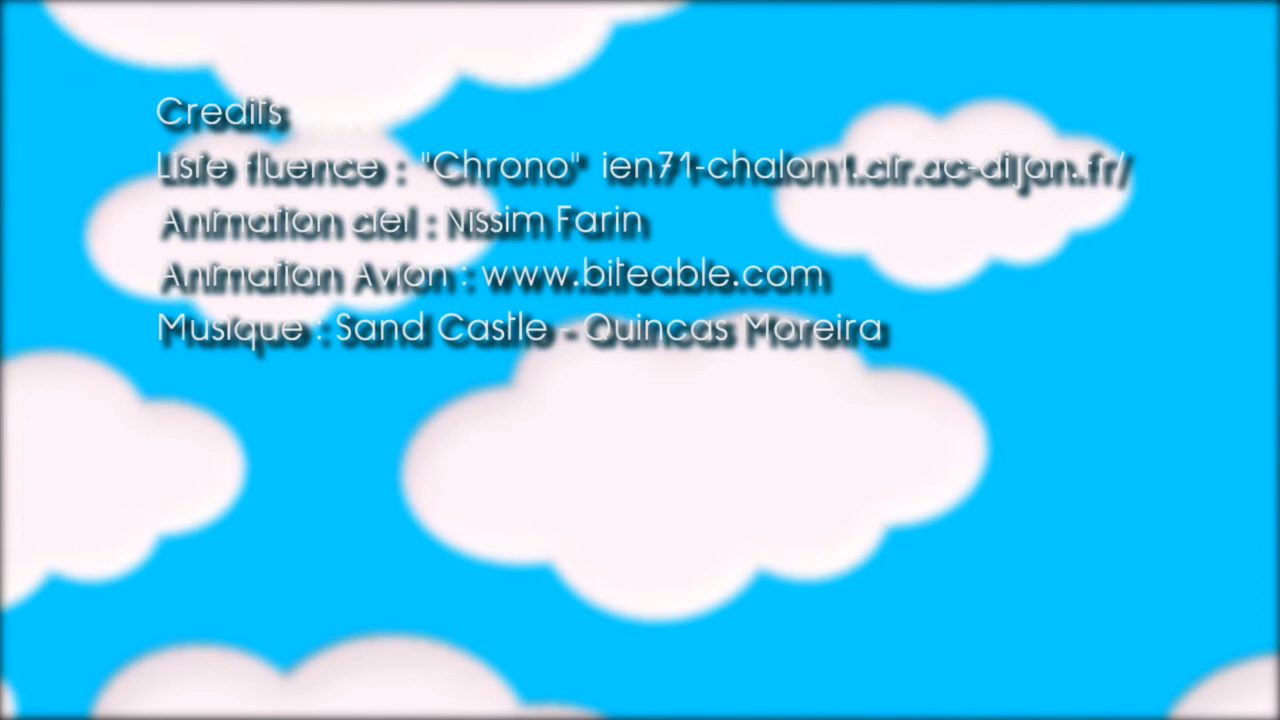 Credits
Liste fluence : "Chrono" ien71-chalon1.cir.ac-dijon.fr/
Animation ciel : Nissim Farin
Animation Avion : www.biteable.com
Musique : Sand Castle - Quincas Moreira